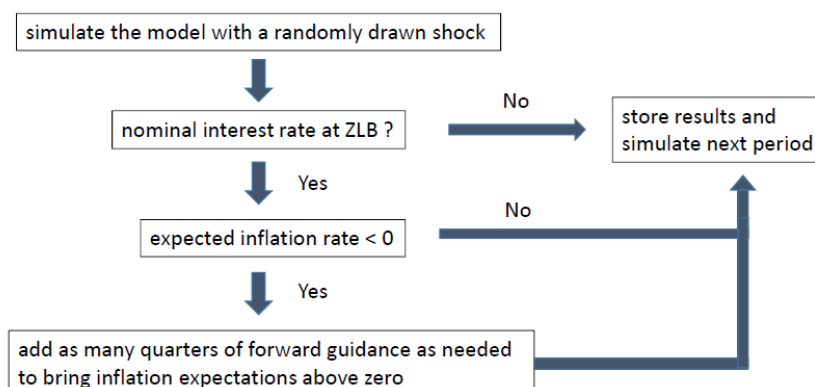 simulate the model with a randomly drawn shock
nominal interest rate at ZLB ?
No
store results and
simulate next period
Yes
expected inflation rate < 0
No
Yes
add as many quarters of forward guidance as needed
to bring inflation expectations above zero